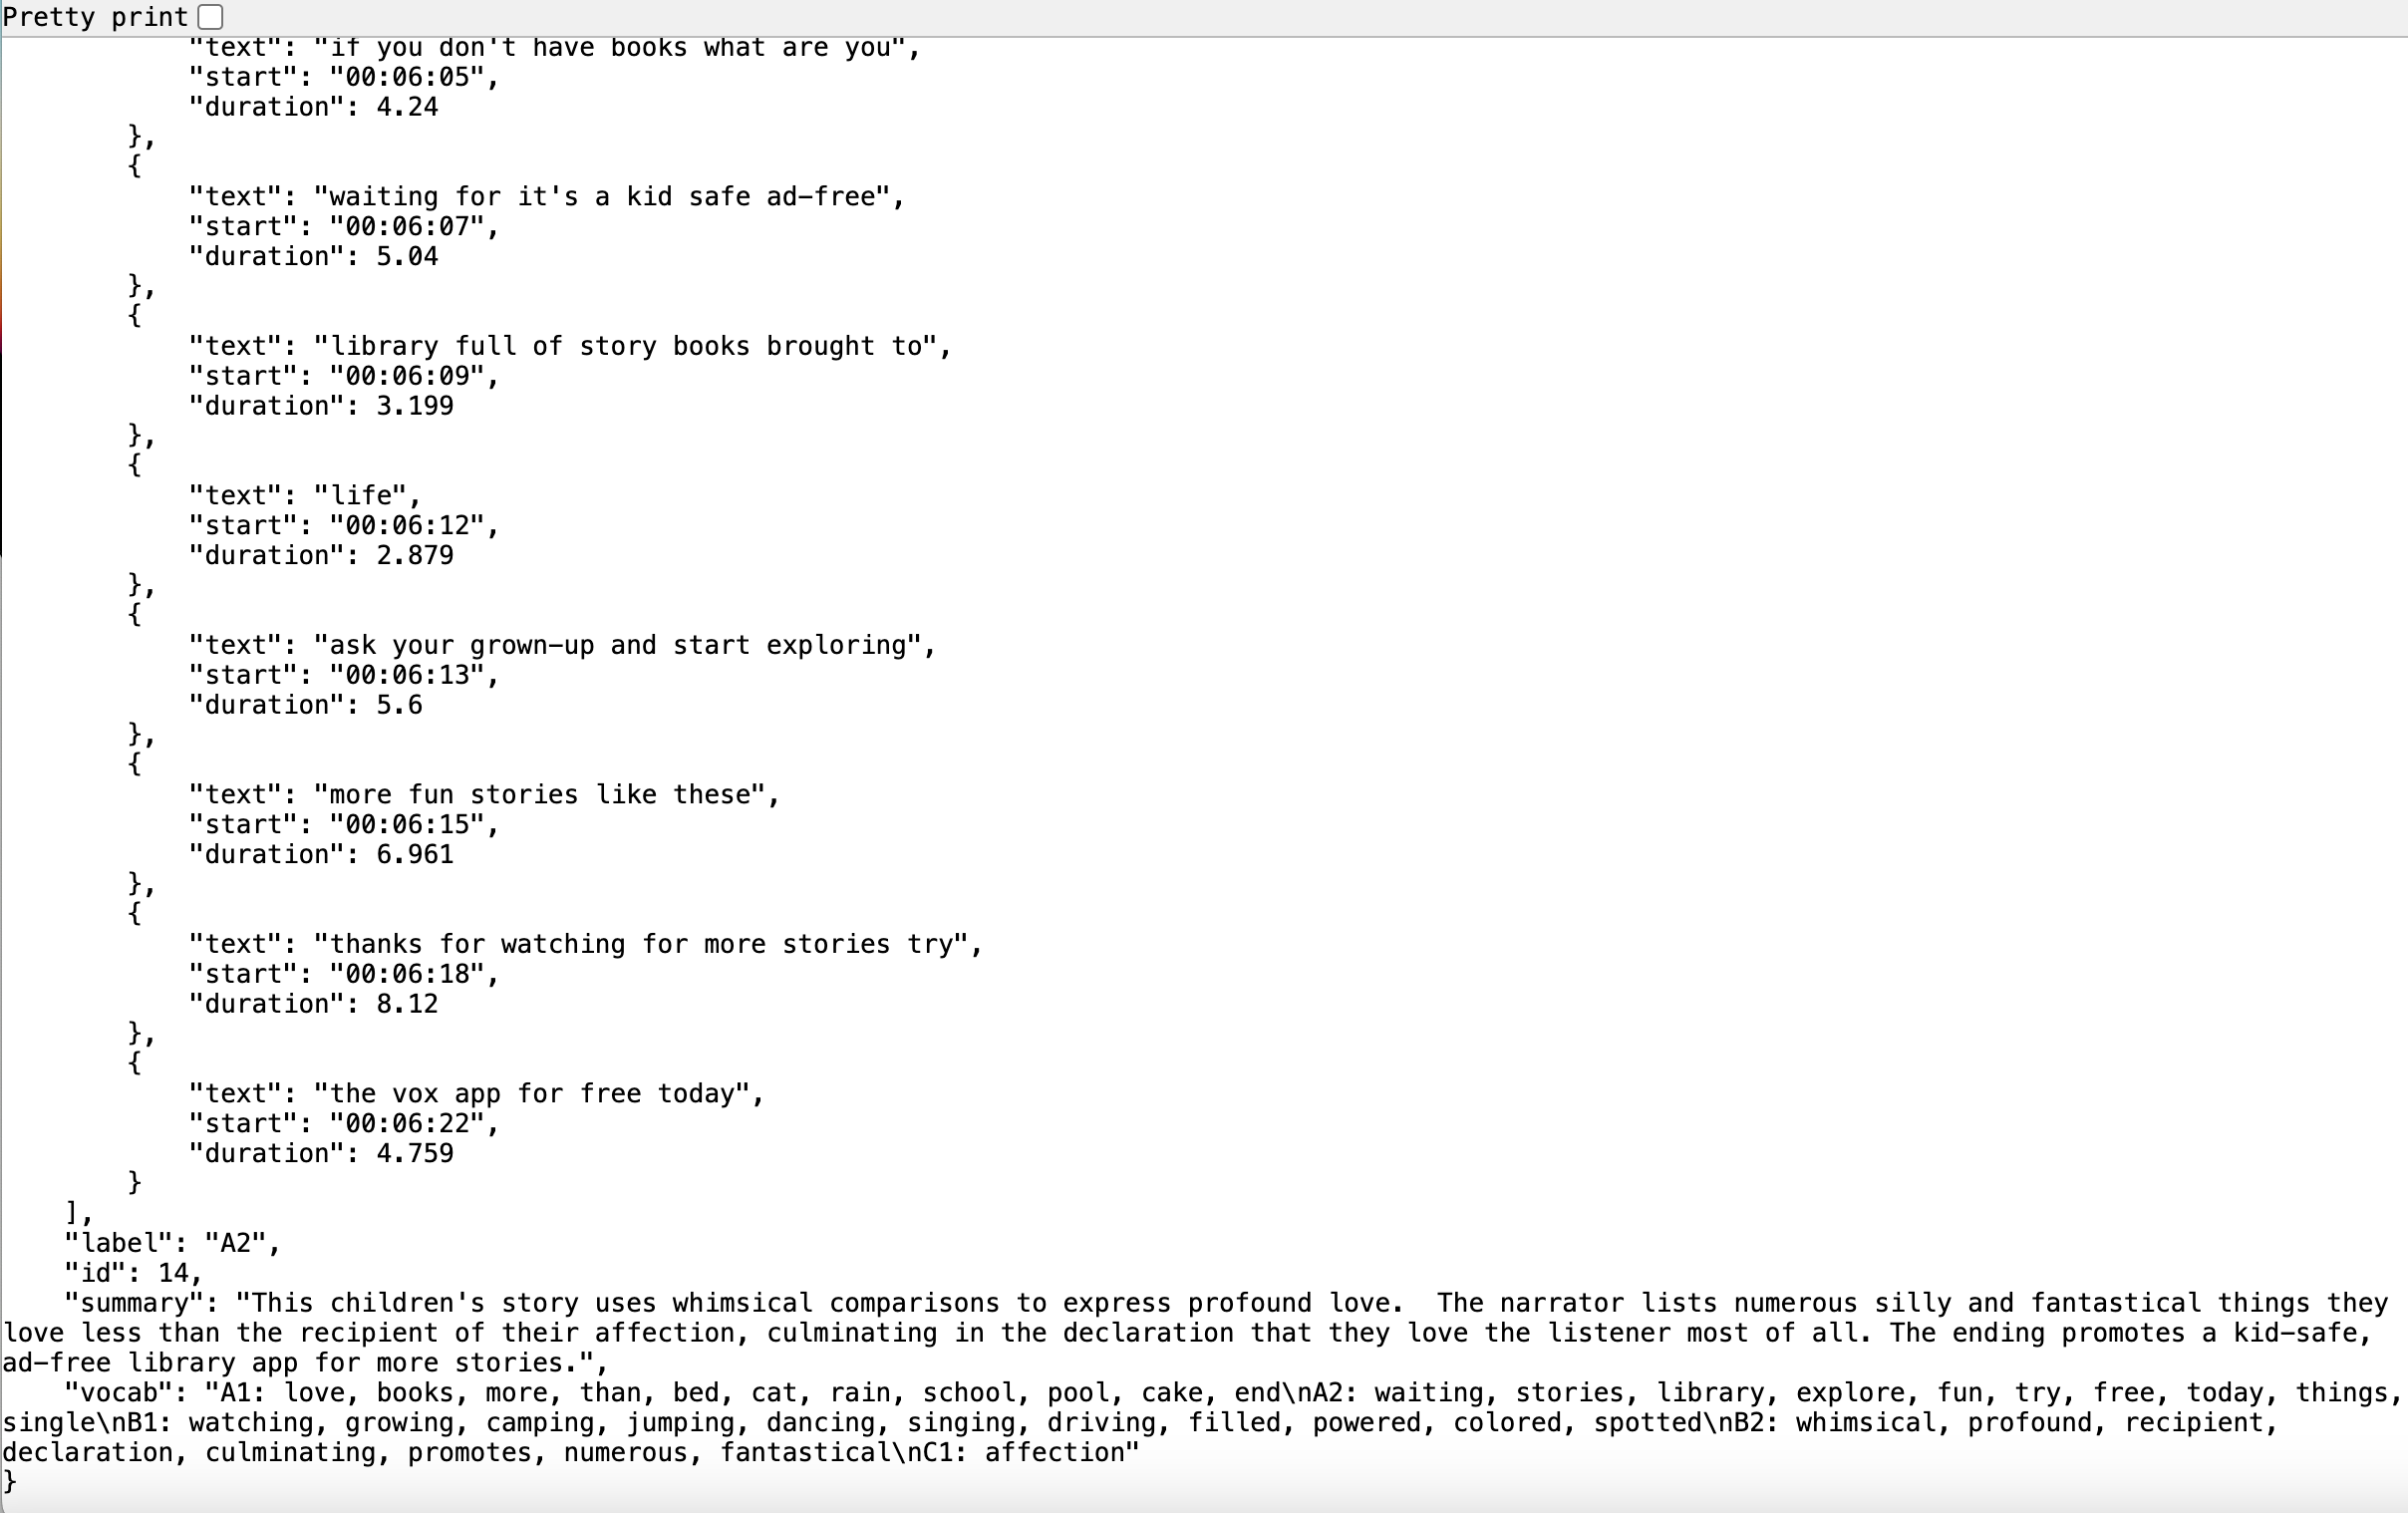 Pretty print
"text": "if you don't have books what are you",
"start": "00:06:05",
"duration": 4.24
},
{
"text": "waiting for it's a kid safe ad-free",
"start": "00:06:07",
"duration": 5.04
},
{
"text": "library full of story books brought to",
"start": "00:06:09",
"duration": 3.199
},
{
"text": "life",
"start": "00:06:12",
"duration": 2.879
},
{
"text": "ask your grown-up and start exploring",
"start": "00:06:13",
"duration": 5.6
},
{
"text": "more fun stories like these",
"start": "00:06:15",
"duration": 6.961
},
{
"text": "thanks for watching for more stories try",
"start": "00:06:18",
"duration": 8.12
},
{
"text": "the vox app for free today",
"start": "00:06:22",
"duration": 4.759
}
],
"label": "A2",
"id": 14,
"summary": "This children's story uses whimsical comparisons to express profound love.  The narrator lists numerous silly and fantastical things they
love less than the recipient of their affection, culminating in the declaration that they love the listener most of all. The ending promotes a kid-safe,
ad-free library app for more stories.",
"vocab": "A1: love, books, more, than, bed, cat, rain, school, pool, cake, end\nA2: waiting, stories, library, explore, fun, try, free, today, things,
single\nB1: watching, growing, camping, jumping, dancing, singing, driving, filled, powered, colored, spotted\nB2: whimsical, profound, recipient,
declaration, culminating, promotes, numerous, fantastical\nC1: affection"
}